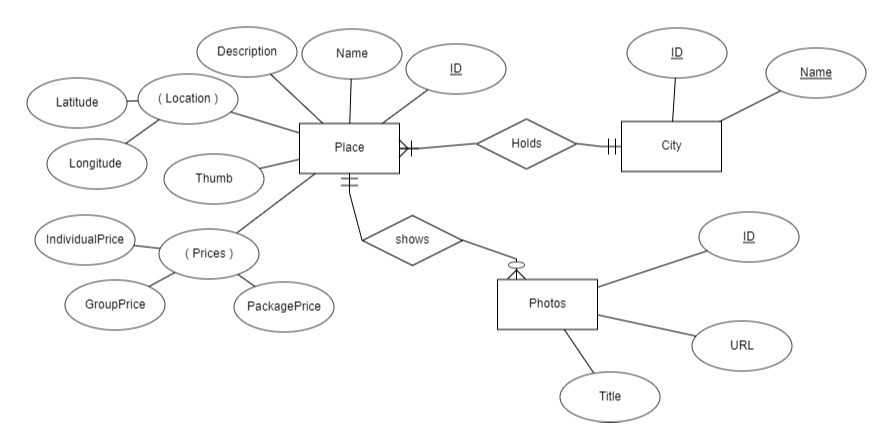 Description
Name
ID
ID
Name
Latitude
( Location )
Longitude
Place
Holds
City
Thumb
IndividualPrice
( Prices )
shows
ID
GroupPrice
PackagePrice
Photos
URL
Title